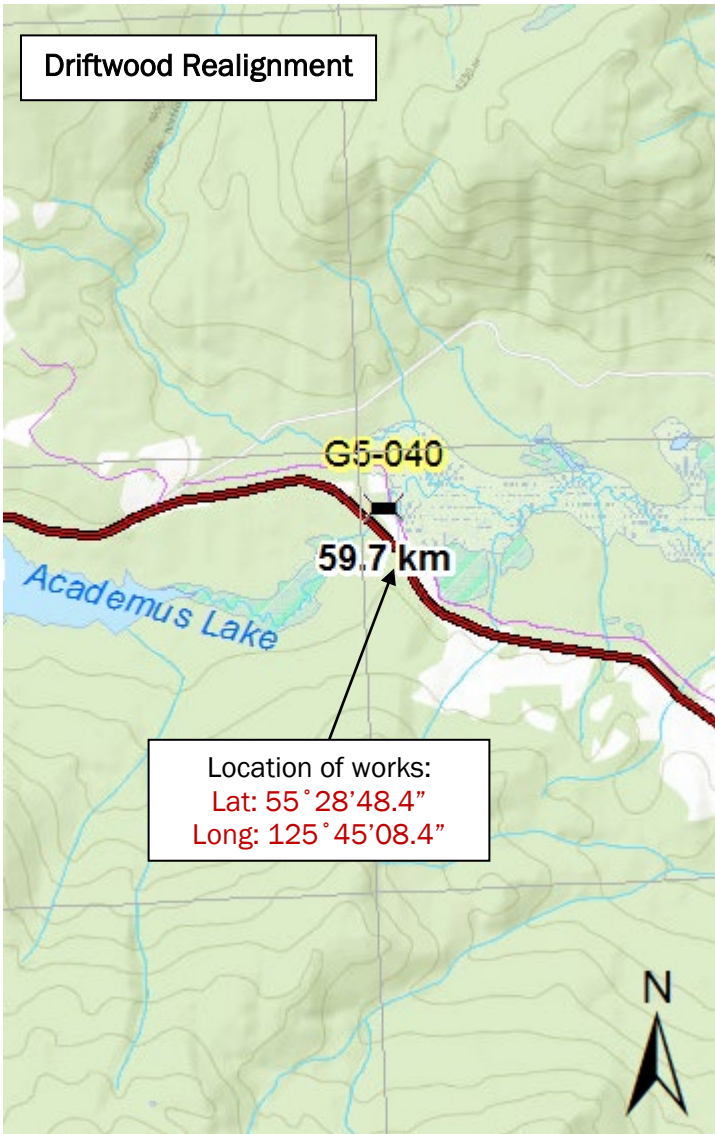 Driftwood Realignment
G5-040
59.7 km
Academus Lake
Location of works:
Lat: 55˚28’48.4”
Long: 125˚45’08.4”
N